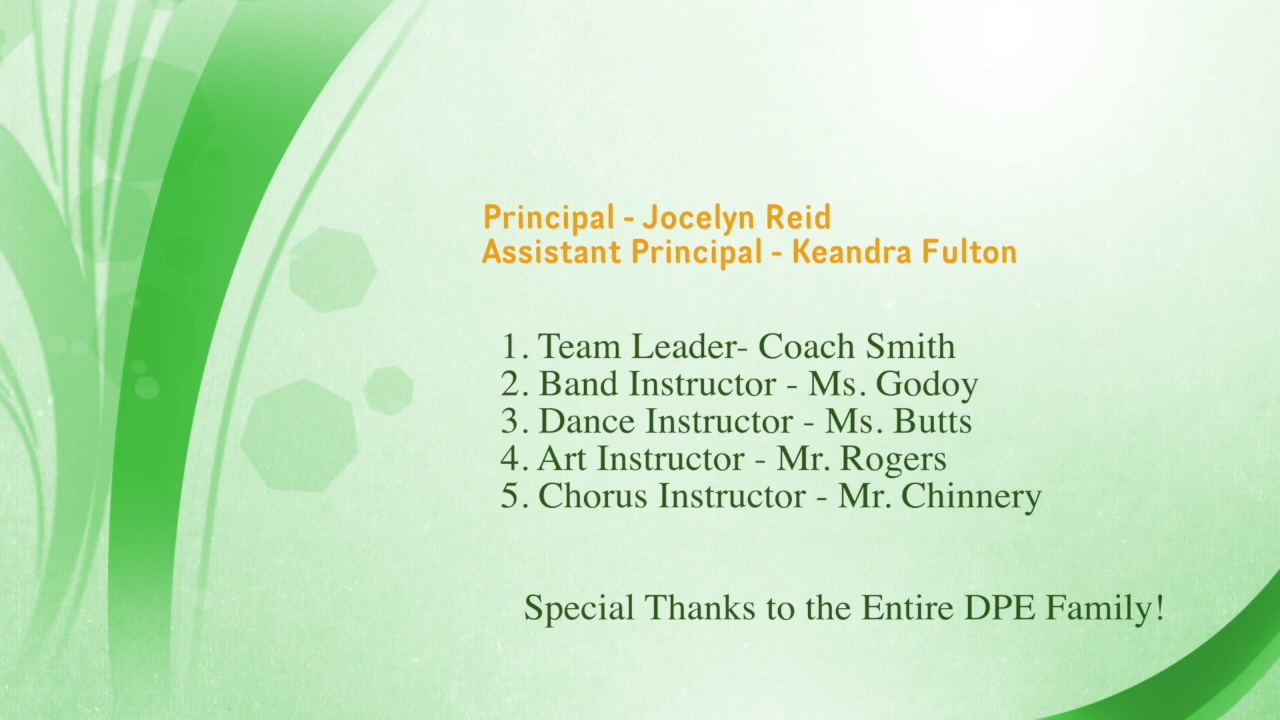 Principal - Jocelyn Reid
Assistant Principal - Keandra Fulton
1. Team Leader- Coach Smith
2. Band Instructor - Ms. Godoy
3. Dance Instructor - Ms. Butts
4. Art Instructor - Mr. Rogers
5. Chorus Instructor - Mr. Chinnery
Special Thanks to the Entire DPE Family!